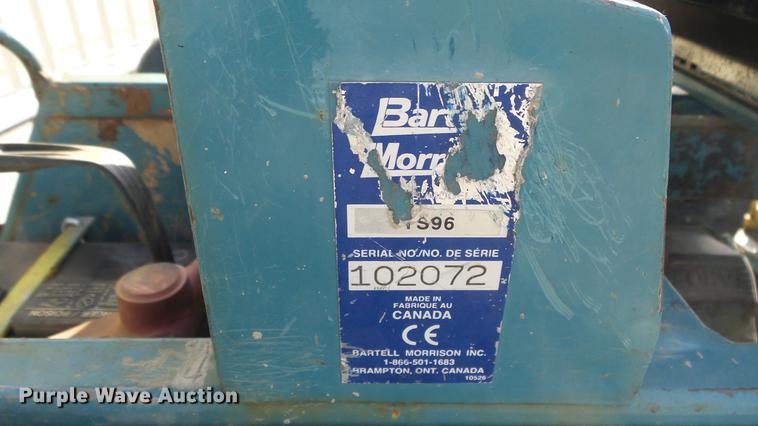 Bart
Morr
TS96
SERIAL NO/NO. DE SÉRIE
102072
MADE IN
FABRIQUE AU
CANADA
CE
BARTELL MORRISON INC.
1-866-501-1683
BRAMPTON, ONT. CANADA
10526
Purple Wave Auction